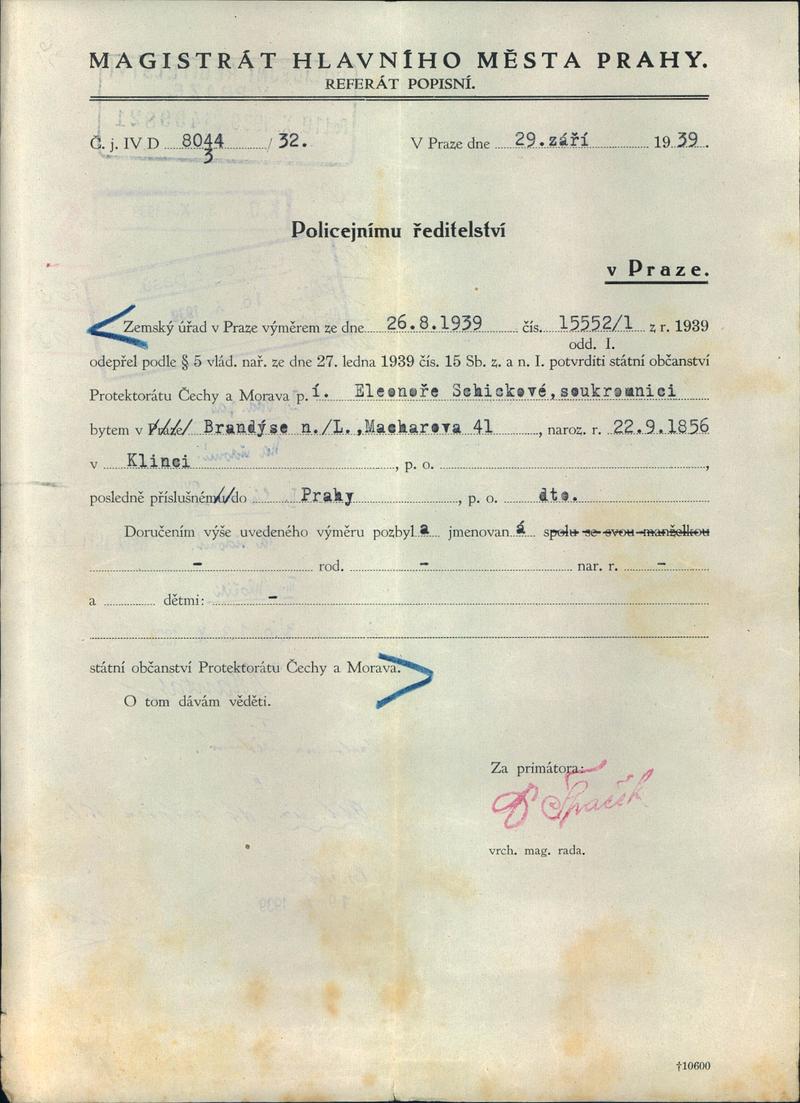 MAGISTRÁT HLAVNÍHO MĚSTA PRAHY.
REFERÁT POPISNÍ.
Č. j. IV D 8044/32.
3
V Praze dne 29.září 1939.
Policejnímu ředitelství
v Praze.
Zemský úřad v Praze výměrem ze dne 26.8.1939 čís. 15552/1 z r. 1939
odd. I.
odepřel podle § 5 vlád. nař. ze dne 27. ledna 1939 čís. 15 Sb. z. a n. I. potvrditi státní občanství
Protektorátu Čechy a Morava p. í. Eleonoře Schickové,soukromnici
bytem v Brandýse n./L.,Macharova 41, naroz. r. 22.9.1856
v Klinci, p. o. ,
posledně příslušném do Prahy, p. o. dto.
Doručením výše uvedeného výměru pozbyla jmenovaná spolu se svou manželkou
- rod. - nar. r. -
a dětmi: -
státní občanství Protektorátu Čechy a Morava.
O tom dávám věděti.
Za primátora:
vrch. mag. rada.
†10600